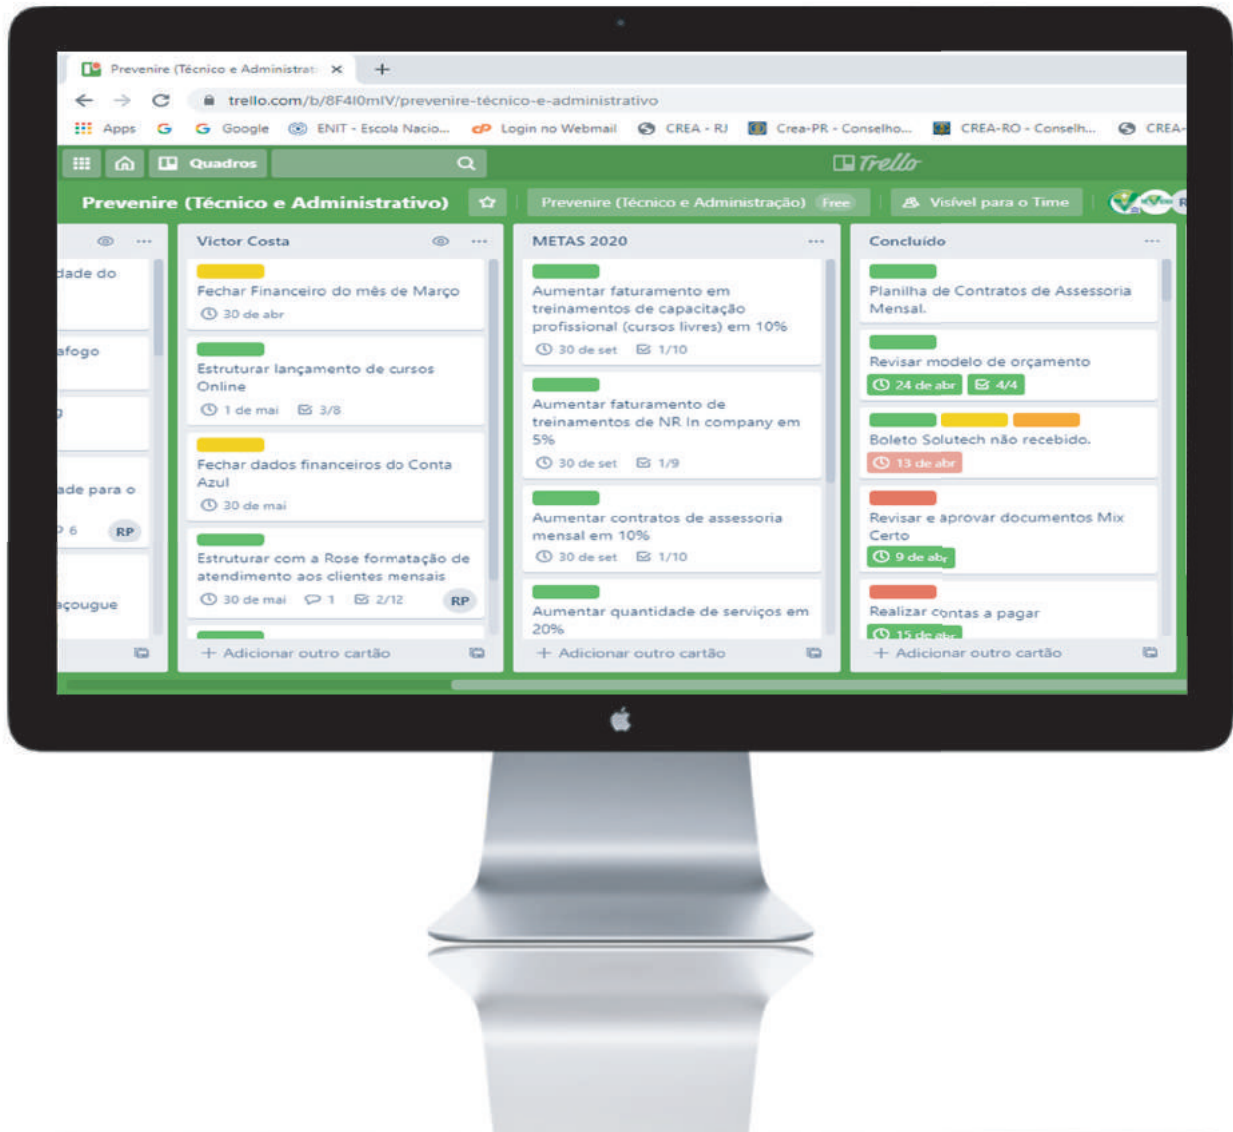 Prevenire (Técnico e Administrat
trello.com/b/8F4I0mIV/prevenire-técnico-e-administrativo
Apps
Google
ENIT - Escola Nacio...
Login no Webmail
CREA - RJ
Crea-PR - Conselho...
CREA-RO - Conselh...
CREA-
Quadros
Trello
Prevenire (Técnico e Administrativo)
Prevenire (Técnico e Administração) Free
Visível para o Time
R
dade do
afogo
ade para o
6
RP
açougue
Victor Costa
Fechar Financeiro do mês de Março
30 de abr
Estruturar lançamento de cursos
Online
1 de mai 3/8
Fechar dados financeiros do Conta
Azul
30 de mai
Estruturar com a Rose formatação de
atendimento aos clientes mensais
30 de mai 1 2/12 RP
+ Adicionar outro cartão
METAS 2020
Aumentar faturamento em
treinamentos de capacitação
profissional (cursos livres) em 10%
30 de set 1/10
Aumentar faturamento de
treinamentos de NR In company em
5%
30 de set 1/9
Aumentar contratos de assessoria
mensal em 10%
30 de set 1/10
Aumentar quantidade de serviços em
20%
+ Adicionar outro cartão
Concluído
Planilha de Contratos de Assessoria
Mensal.
Revisar modelo de orçamento
24 de abr 4/4
Boleto Solutech não recebido.
13 de abr
Revisar e aprovar documentos Mix
Certo
9 de abr
Realizar contas a pagar
15 de abr
+ Adicionar outro cartão